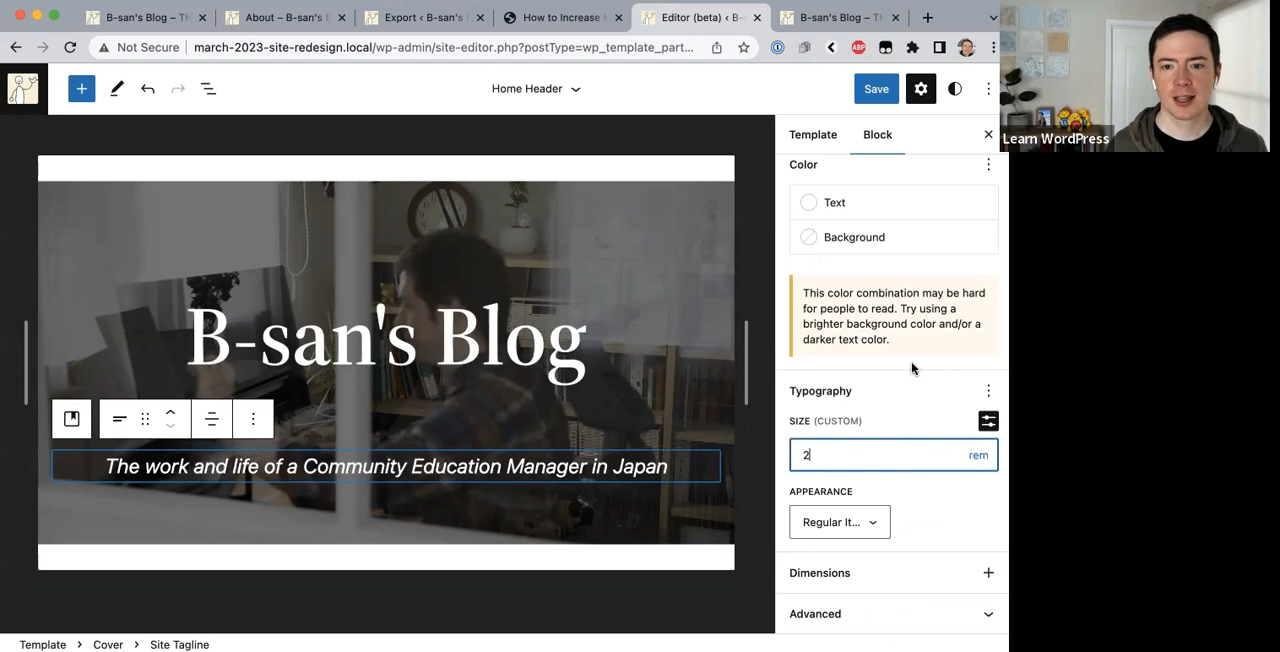 B-san's Blog – Th
About – B-san's E
Export ‹ B-san's
How to Increase
Editor (beta) ‹ B-
B-san's Blog – Th
Not Secure
march-2023-site-redesign.local/wp-admin/site-editor.php?postType=wp_template_part...
ABP
Home Header
Save
Learn WordPress
Template
Block
Color
Text
Background
This color combination may be hard
for people to read. Try using a
brighter background color and/or a
darker text color.
B-san's Blog
Typography
SIZE (CUSTOM)
2
rem
The work and life of a Community Education Manager in Japan
APPEARANCE
Regular It...
Dimensions
Advanced
Template
Cover
Site Tagline